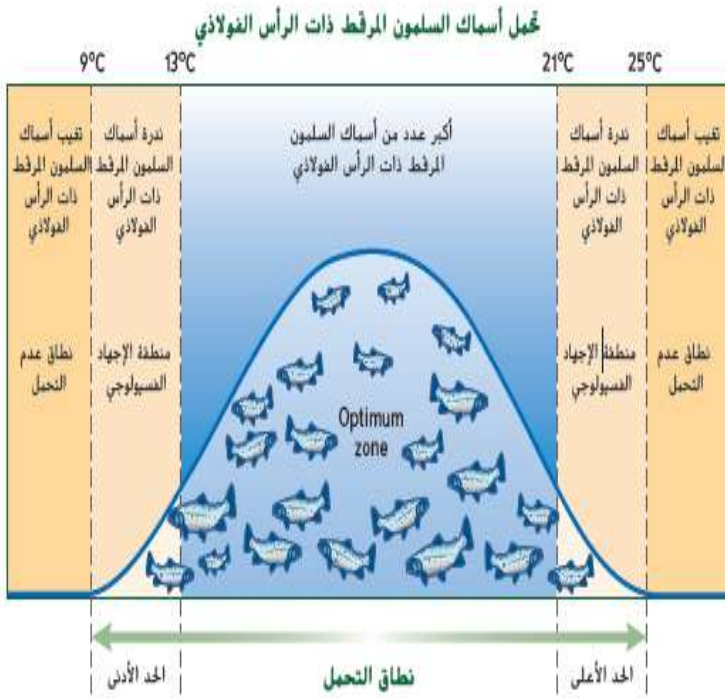 تحمل أسماك السلمون المرقط ذات الرأس الفولاذي
9°C
13°C
21°C
25°C
تغيب أسماك
السلمون المرقط
ذات الرأس
الفولاذي
ندرة أسماك
السلمون المرقط
ذات الرأس
الفولاذي
أكبر عدد من أسماك السلمون
المرقط ذات الرأس الفولاذي
ندرة أسماك
السلمون المرقط
ذات الرأس
الفولاذي
تغيب أسماك
السلمون المرقط
ذات الرأس
الفولاذي
نطاق عدم
التحمل
منطقة الإجهاد
الفسيولوجي
Optimum
zone
منطقة الإجهاد
الفسيولوجي
نطاق عدم
التحمل
الحد الأدنى
نطاق التحمل
الحد الأعلى